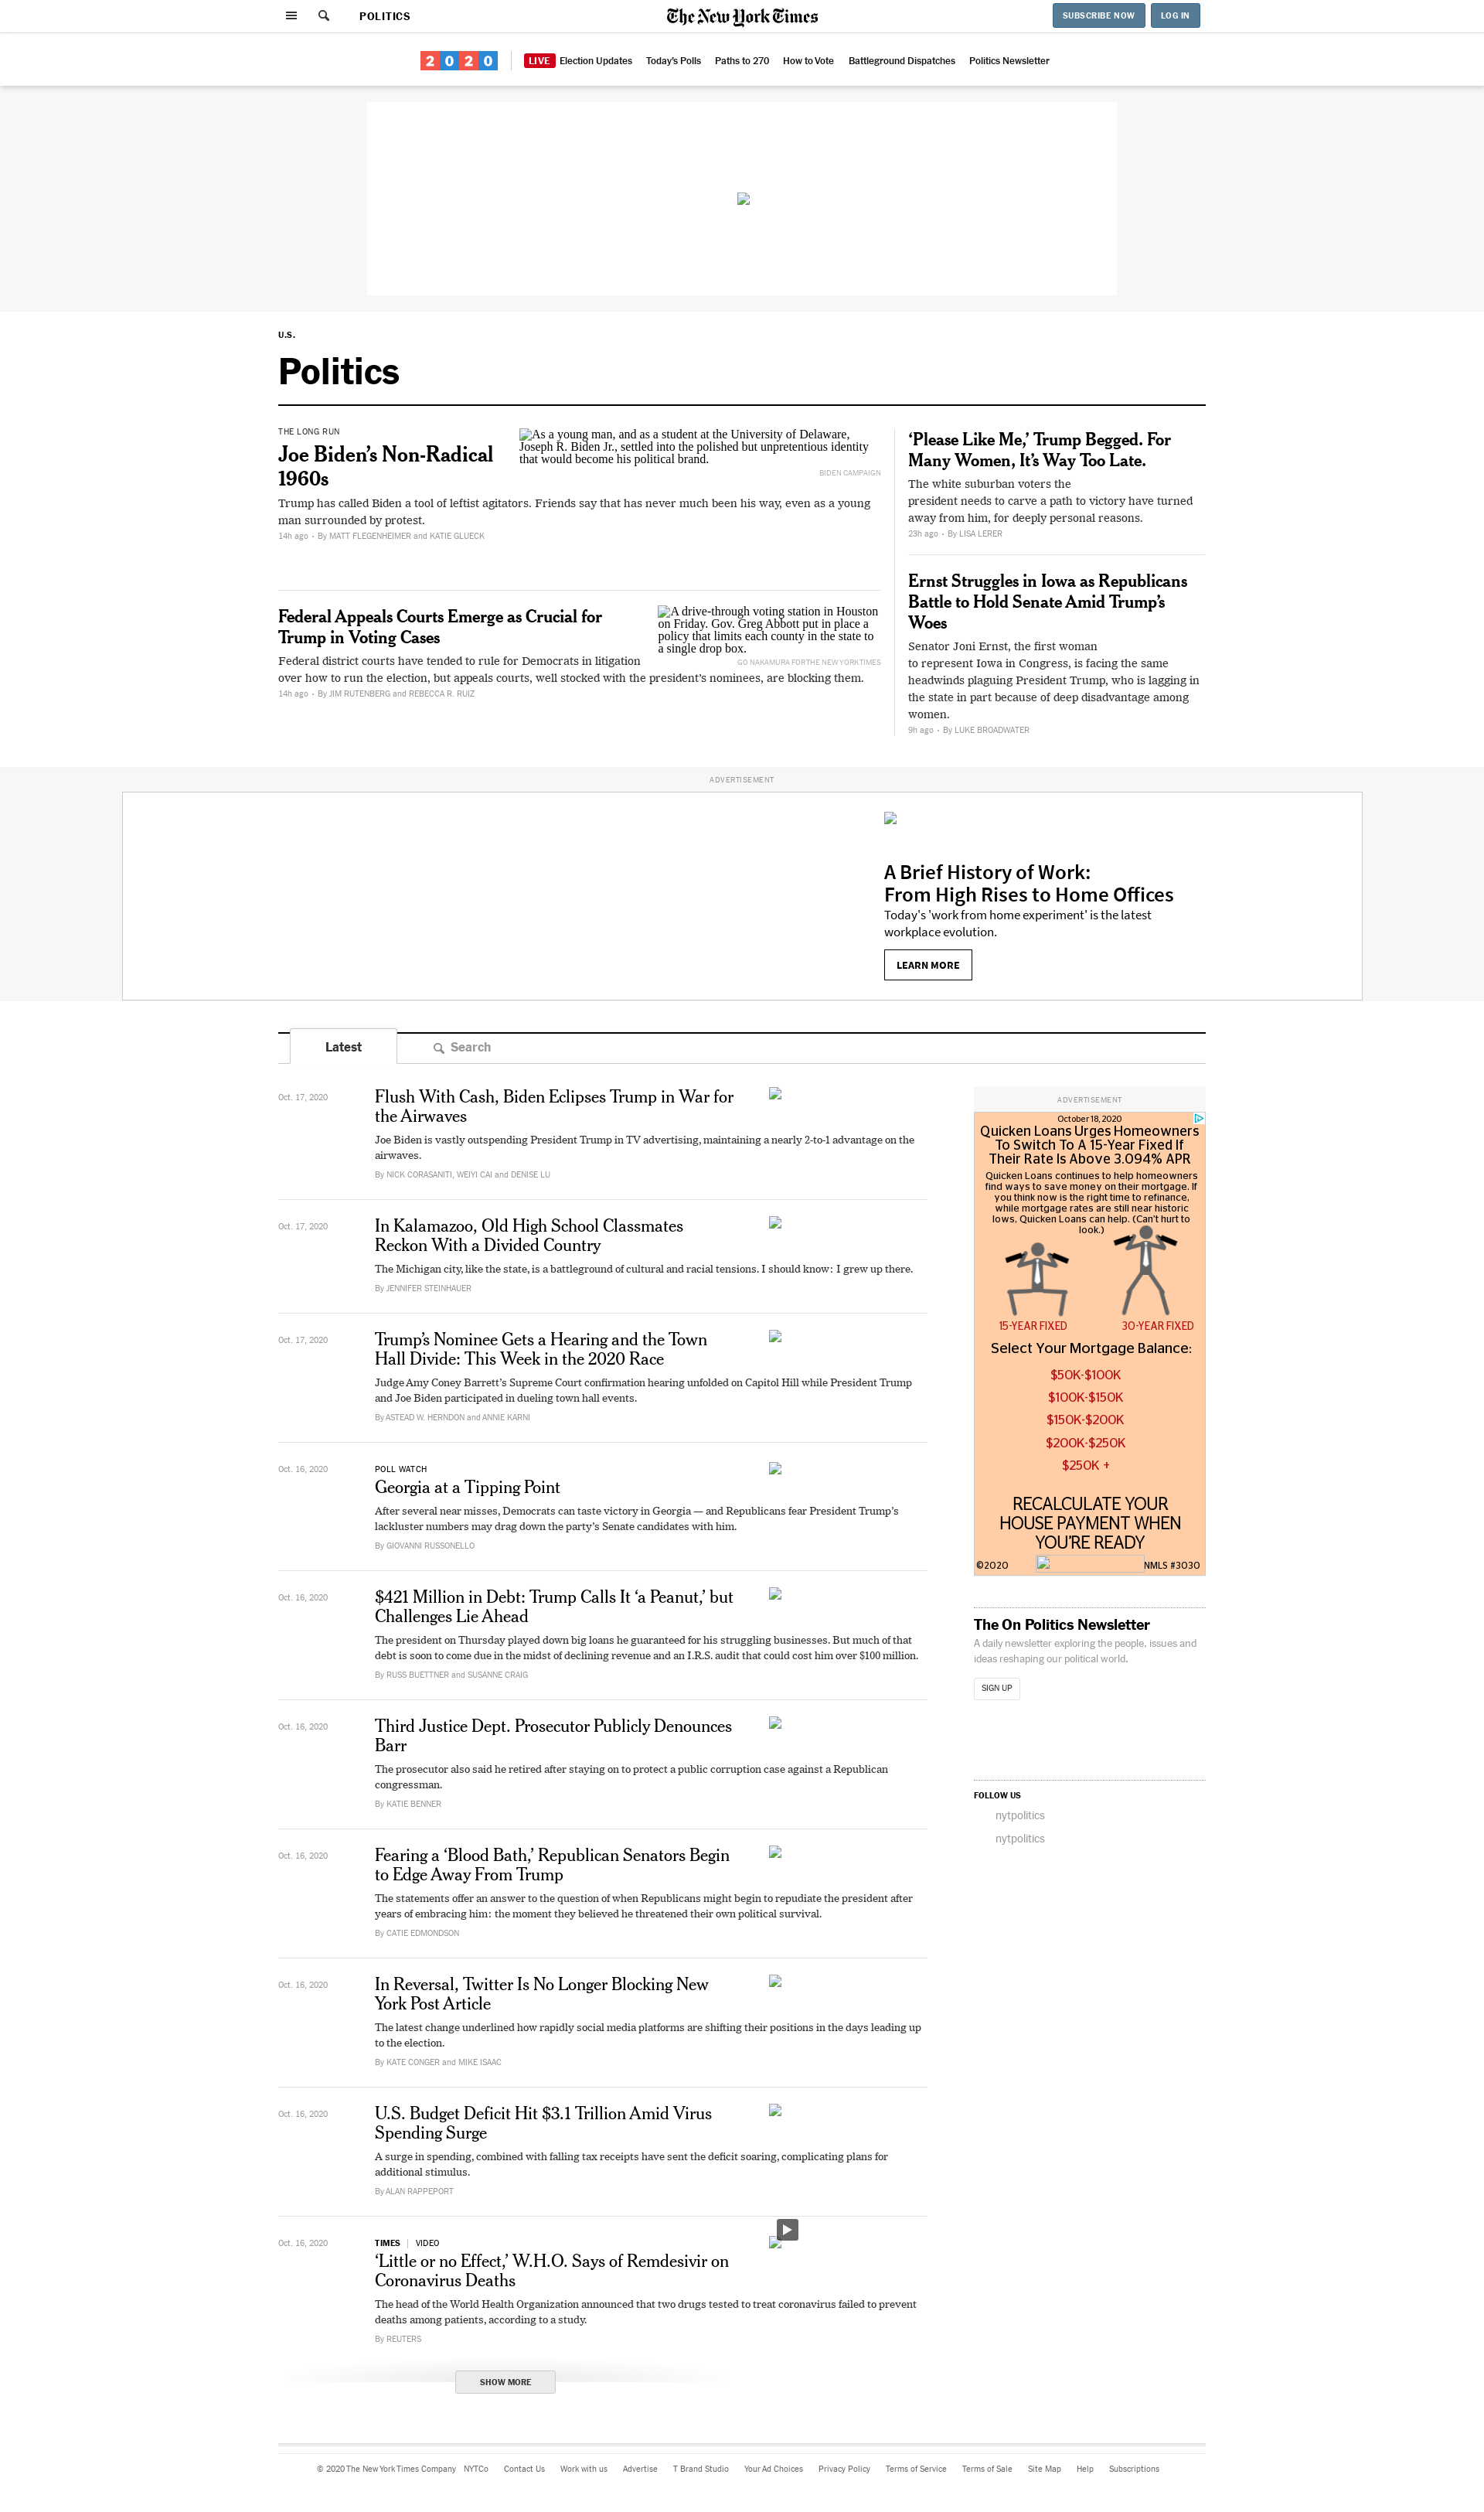 POLITICS
The New York Times
SUBSCRIBE NOW
LOG IN
2020
LIVE Election Updates
Today's Polls
Paths to 270
How to Vote
Battleground Dispatches
Politics Newsletter
U.S.
Politics
THE LONG RUN
Joe Biden’s Non-Radical
1960s
As a young man, and as a student at the University of Delaware,
Joseph R. Biden Jr., settled into the polished but unpretentious identity
that would become his political brand.
BIDEN CAMPAIGN
Trump has called Biden a tool of leftist agitators. Friends say that has never much been his way, even as a young
man surrounded by protest.
14h ago • By MATT FLEGENHEIMER and KATIE GLUECK
Federal Appeals Courts Emerge as Crucial for
Trump in Voting Cases
A drive-through voting station in Houston
on Friday. Gov. Greg Abbott put in place a
policy that limits each county in the state to
a single drop box.
GO NAKAMURA FOR THE NEW YORK TIMES
Federal district courts have tended to rule for Democrats in litigation
over how to run the election, but appeals courts, well stocked with the president’s nominees, are blocking them.
14h ago • By JIM RUTENBERG and REBECCA R. RUIZ
‘Please Like Me,’ Trump Begged. For
Many Women, It’s Way Too Late.
The white suburban voters the
president needs to carve a path to victory have turned
away from him, for deeply personal reasons.
23h ago • By LISA LERER
Ernst Struggles in Iowa as Republicans
Battle to Hold Senate Amid Trump’s
Woes
Senator Joni Ernst, the first woman
to represent Iowa in Congress, is facing the same
headwinds plaguing President Trump, who is lagging in
the state in part because of deep disadvantage among
women.
9h ago • By LUKE BROADWATER
ADVERTISEMENT
A Brief History of Work:
From High Rises to Home Offices
Today's 'work from home experiment' is the latest
workplace evolution.
LEARN MORE
Latest
Search
Oct. 17, 2020
Flush With Cash, Biden Eclipses Trump in War for
the Airwaves
Joe Biden is vastly outspending President Trump in TV advertising, maintaining a nearly 2-to-1 advantage on the
airwaves.
By NICK CORASANITI, WEIYI CAI and DENISE LU
Oct. 17, 2020
In Kalamazoo, Old High School Classmates
Reckon With a Divided Country
The Michigan city, like the state, is a battleground of cultural and racial tensions. I should know: I grew up there.
By JENNIFER STEINHAUER
Oct. 17, 2020
Trump’s Nominee Gets a Hearing and the Town
Hall Divide: This Week in the 2020 Race
Judge Amy Coney Barrett’s Supreme Court confirmation hearing unfolded on Capitol Hill while President Trump
and Joe Biden participated in dueling town hall events.
By ASTEAD W. HERNDON and ANNIE KARNI
Oct. 16, 2020
POLL WATCH
Georgia at a Tipping Point
After several near misses, Democrats can taste victory in Georgia — and Republicans fear President Trump’s
lackluster numbers may drag down the party’s Senate candidates with him.
By GIOVANNI RUSSONELLO
Oct. 16, 2020
$421 Million in Debt: Trump Calls It ‘a Peanut,’ but
Challenges Lie Ahead
The president on Thursday played down big loans he guaranteed for his struggling businesses. But much of that
debt is soon to come due in the midst of declining revenue and an I.R.S. audit that could cost him over $100 million.
By RUSS BUETTNER and SUSANNE CRAIG
Oct. 16, 2020
Third Justice Dept. Prosecutor Publicly Denounces
Barr
The prosecutor also said he retired after staying on to protect a public corruption case against a Republican
congressman.
By KATIE BENNER
Oct. 16, 2020
Fearing a ‘Blood Bath,’ Republican Senators Begin
to Edge Away From Trump
The statements offer an answer to the question of when Republicans might begin to repudiate the president after
years of embracing him: the moment they believed he threatened their own political survival.
By CATIE EDMONDSON
Oct. 16, 2020
In Reversal, Twitter Is No Longer Blocking New
York Post Article
The latest change underlined how rapidly social media platforms are shifting their positions in the days leading up
to the election.
By KATE CONGER and MIKE ISAAC
Oct. 16, 2020
U.S. Budget Deficit Hit $3.1 Trillion Amid Virus
Spending Surge
A surge in spending, combined with falling tax receipts have sent the deficit soaring, complicating plans for
additional stimulus.
By ALAN RAPPEPORT
Oct. 16, 2020
TIMES | VIDEO
‘Little or no Effect,’ W.H.O. Says of Remdesivir on
Coronavirus Deaths
The head of the World Health Organization announced that two drugs tested to treat coronavirus failed to prevent
deaths among patients, according to a study.
By REUTERS
SHOW MORE
ADVERTISEMENT
October 18, 2020
Quicken Loans Urges Homeowners
To Switch To A 15-Year Fixed If
Their Rate Is Above 3.094% APR
Quicken Loans continues to help homeowners
find ways to save money on their mortgage. If
you think now is the right time to refinance,
while mortgage rates are still near historic
lows, Quicken Loans can help. (Can't hurt to
look.)
15-YEAR FIXED
30-YEAR FIXED
Select Your Mortgage Balance:
$50K-$100K
$100K-$150K
$150K-$200K
$200K-$250K
$250K +
RECALCULATE YOUR
HOUSE PAYMENT WHEN
YOU'RE READY
©2020
NMLS #3030
The On Politics Newsletter
A daily newsletter exploring the people, issues and
ideas reshaping our political world.
SIGN UP
FOLLOW US
nytpolitics
nytpolitics
© 2020 The New York Times Company
NYTCo
Contact Us
Work with us
Advertise
T Brand Studio
Your Ad Choices
Privacy Policy
Terms of Service
Terms of Sale
Site Map
Help
Subscriptions